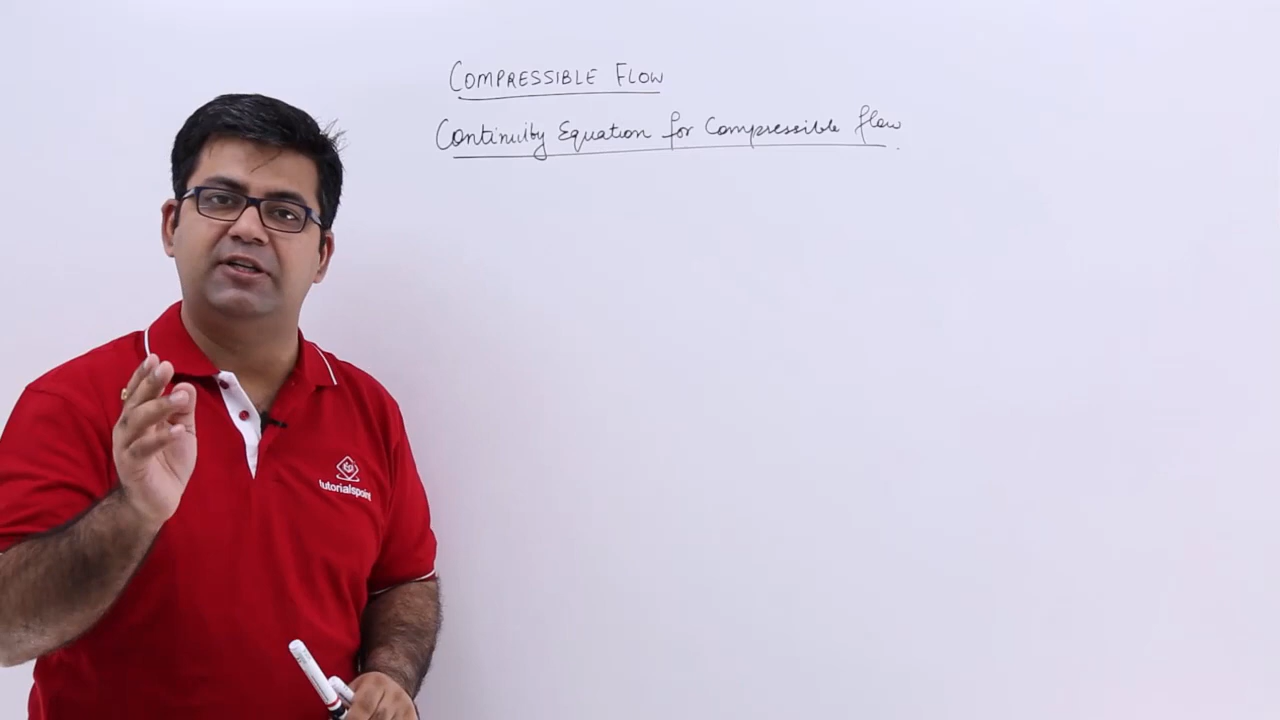 COMPRESSIBLE FLOW
Continuity Equation for Compressible flow.
tutorialspoint